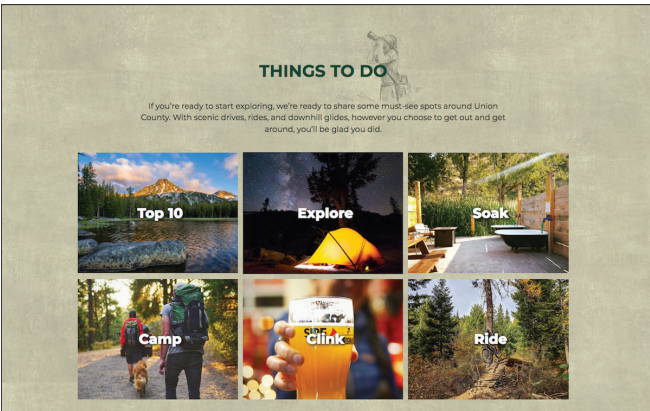 THINGS TO DO
If you're ready to start exploring, we're ready to share some must-see spots around Union
County. With scenic drives, rides, and downhill glides, however you choose to get out and get
around, you'll be glad you did.
Top 10
Explore
Soak
Camp
Clink
Ride